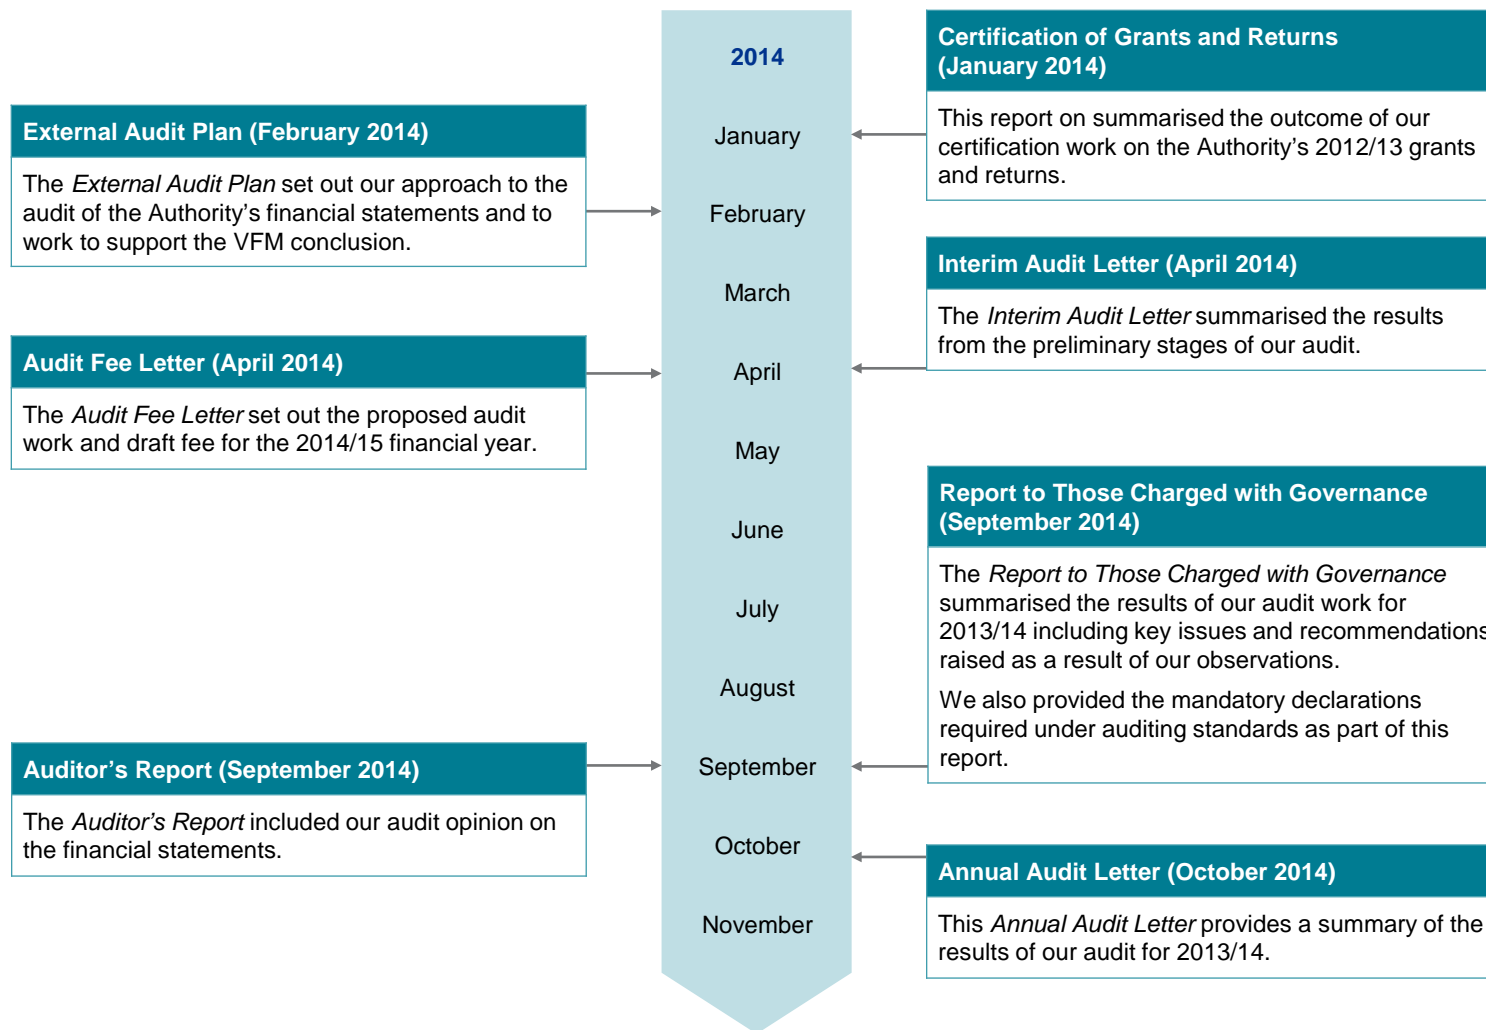 2014
January
February
March
April
May
June
July
August
September
October
November
External Audit Plan (February 2014)
The External Audit Plan set out our approach to the
audit of the Authority's financial statements and to
work to support the VFM conclusion.
Audit Fee Letter (April 2014)
The Audit Fee Letter set out the proposed audit
work and draft fee for the 2014/15 financial year.
Auditor's Report (September 2014)
The Auditor's Report included our audit opinion on
the financial statements.
Certification of Grants and Returns
(January 2014)
This report on summarised the outcome of our
certification work on the Authority's 2012/13 grants
and returns.
Interim Audit Letter (April 2014)
The Interim Audit Letter summarised the results
from the preliminary stages of our audit.
Report to Those Charged with Governance
(September 2014)
The Report to Those Charged with Governance
summarised the results of our audit work for
2013/14 including key issues and recommendations
raised as a result of our observations.
We also provided the mandatory declarations
required under auditing standards as part of this
report.
Annual Audit Letter (October 2014)
This Annual Audit Letter provides a summary of the
results of our audit for 2013/14.